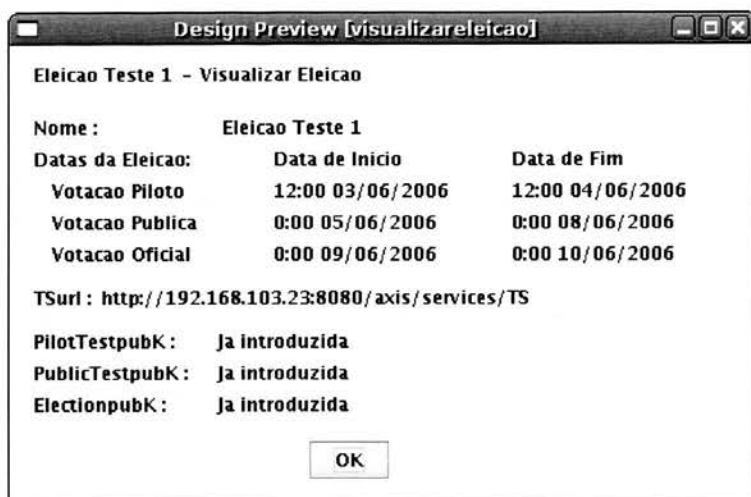 Design Preview [visualizareleicao]
Eleicao Teste 1 - Visualizar Eleicao
Nome : Eleicao Teste 1
Datas da Eleicao: Data de Inicio Data de Fim
Votacao Piloto 12:00 03/06/2006 12:00 04/06/2006
Votacao Publica 0:00 05/06/2006 0:00 08/06/2006
Votacao Oficial 0:00 09/06/2006 0:00 10/06/2006
TSurl : http://192.168.103.23:8080/axis/services/TS
PilotTestpubK : Ja introduzida
PublicTestpubK : Ja introduzida
ElectionpubK : Ja introduzida
OK